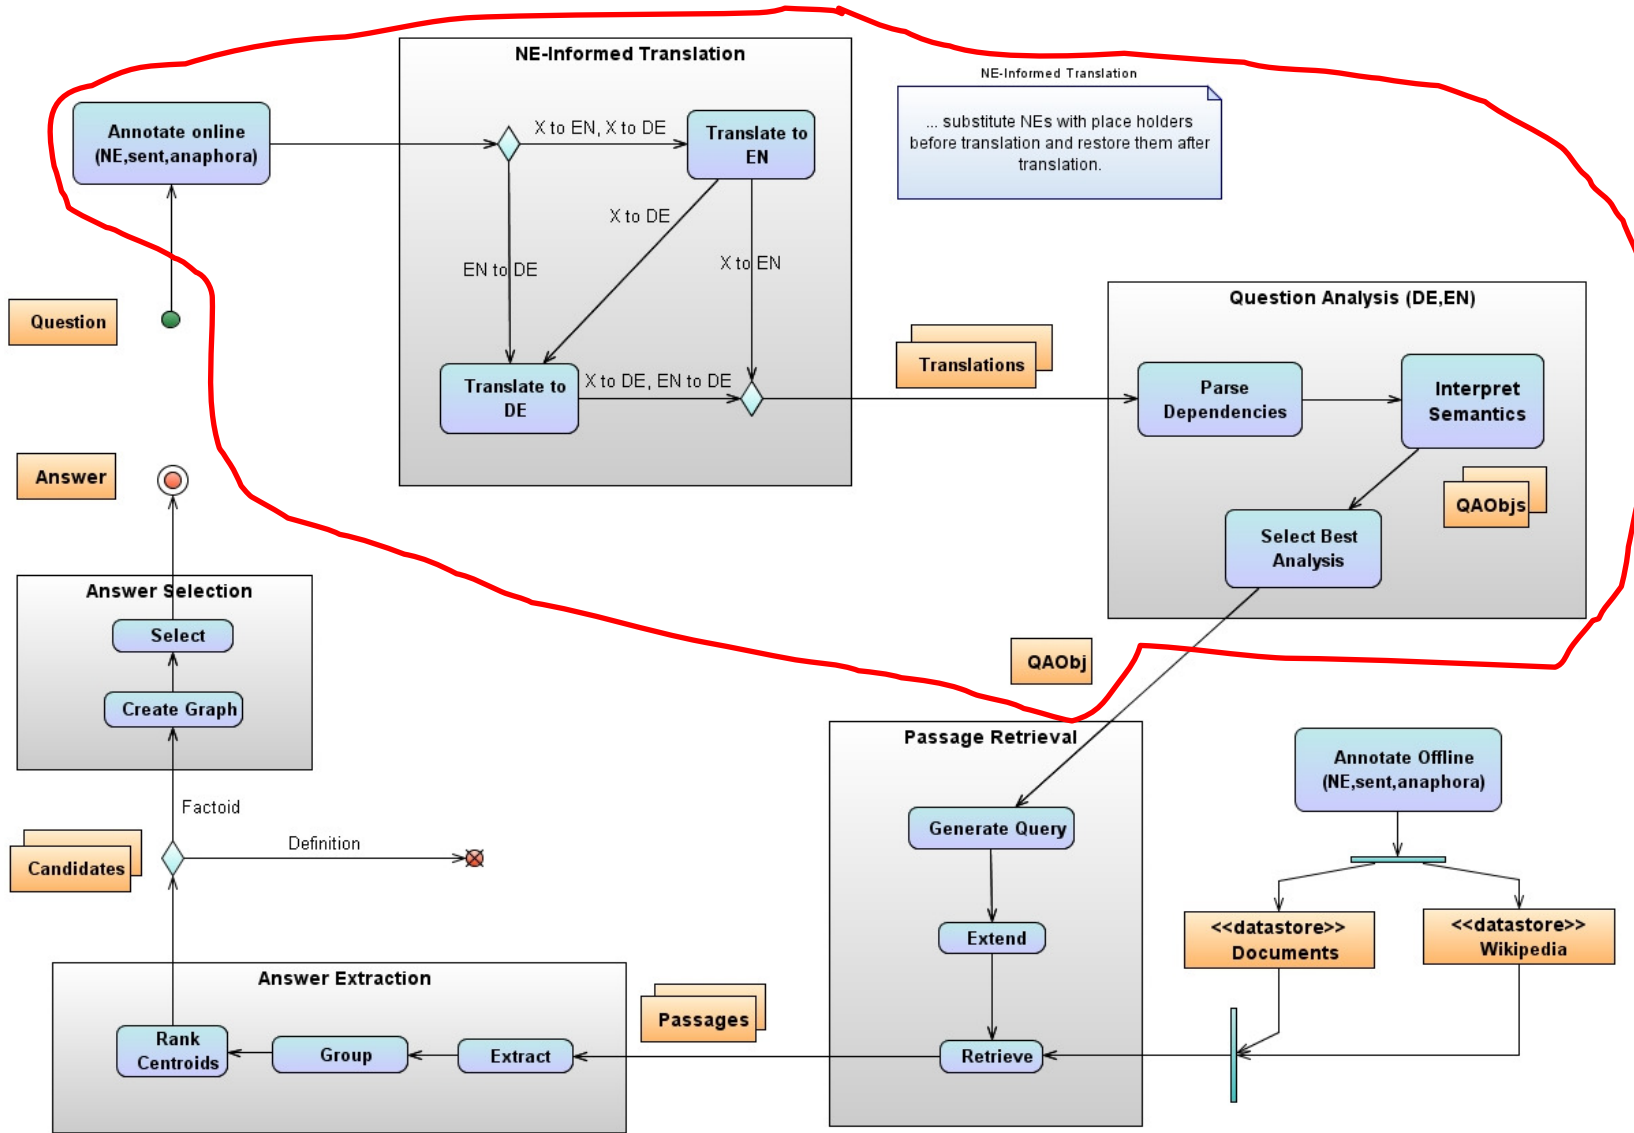 NE-Informed Translation
NE-Informed Translation
... substitute NEs with place holders
before translation and restore them after
translation.
Annotate online
(NE,sent,anaphora)
X to EN, X to DE
Translate to
EN
X to DE
EN to DE
X to EN
Question
Question Analysis (DE,EN)
Translations
Translate to
DE
X to DE, EN to DE
Parse
Dependencies
Interpret
Semantics
Answer
QAObjs
Select Best
Analysis
Answer Selection
Select
QAObj
Create Graph
Passage Retrieval
Annotate Offline
(NE,sent,anaphora)
Factoid
Generate Query
Definition
Candidates
<<datastore>>
Documents
<<datastore>>
Wikipedia
Extend
Answer Extraction
Passages
Rank
Centroids
Group
Extract
Retrieve